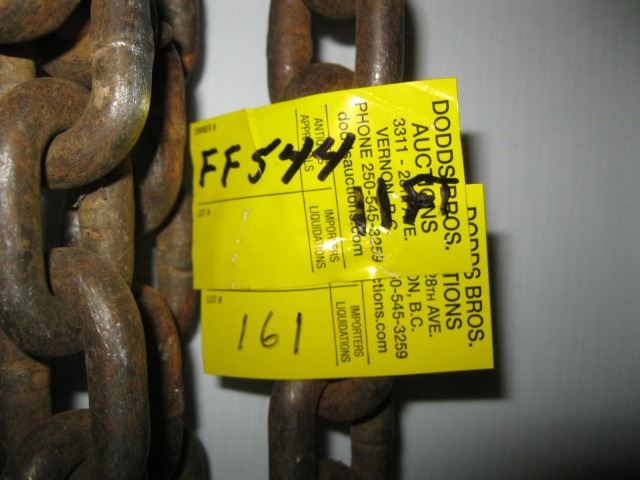 OWNER #
FF544
LOT #
ANTIQUES
APPRAISALS
IMPORTERS
LIQUIDATIONS
DODDS BROS.
AUCTIONS
3311 - 28TH AVE.
VERNON, B.C.
PHONE 250-545-3259
doddsauctions.com
LOT #
161
IMPORTERS
LIQUIDATIONS
DODDS BROS.
TIONS
28TH AVE.
ON, B.C.
0-545-3259
ctions.com